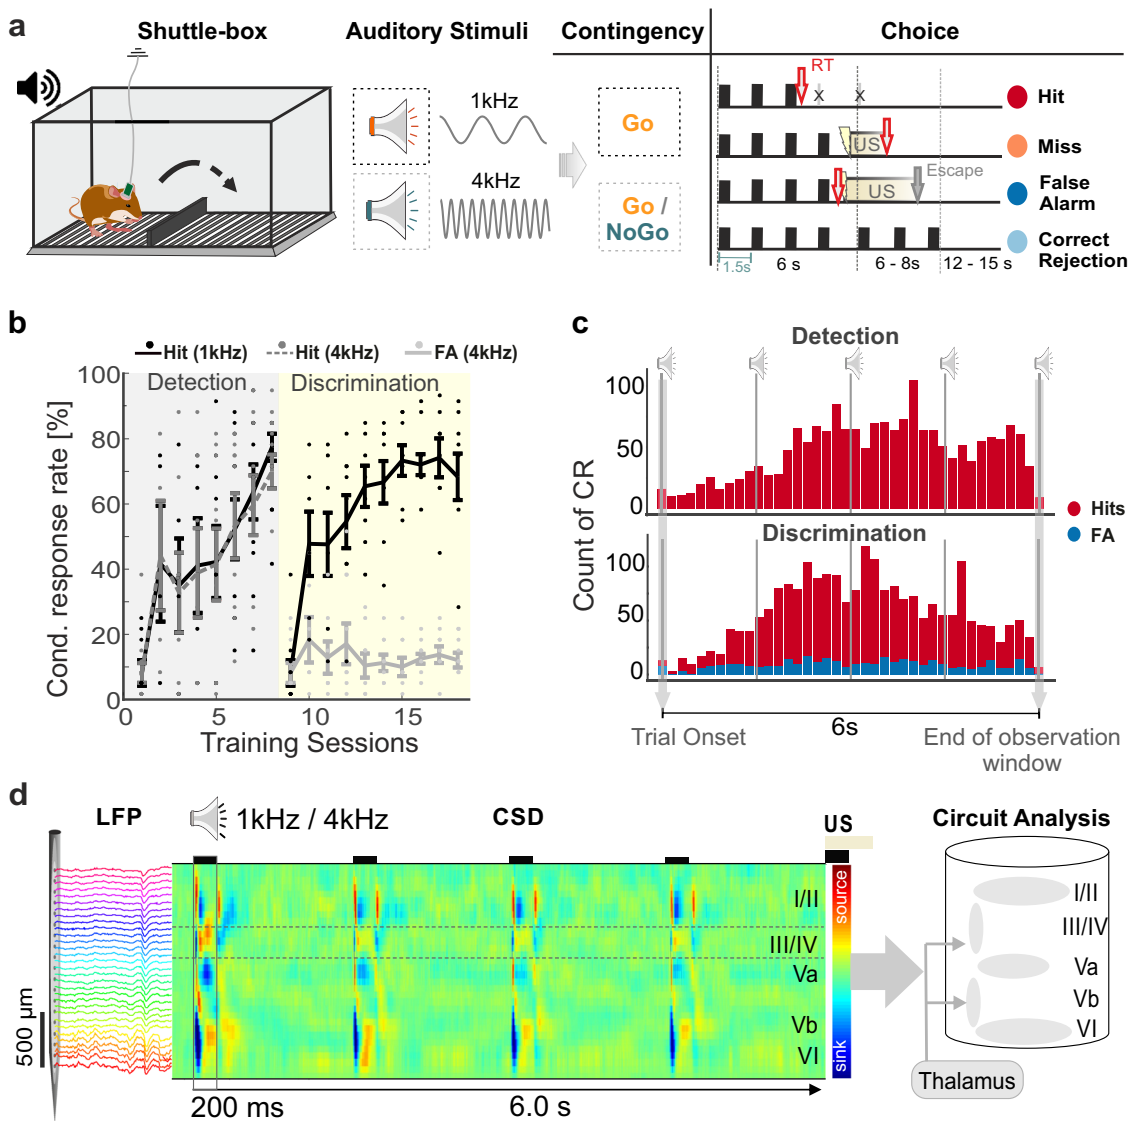 a
Shuttle-box
Auditory Stimuli
Contingency
Choice
1kHz
4kHz
Go
Go /
NoGo
RT
x x
US
US
Escape
1.5s
6 s
6 - 8s
12 - 15 s
Hit
Miss
False
Alarm
Correct
Rejection
b
Hit (1kHz) Hit (4kHz) FA (4kHz)
Detection
Discrimination
Cond. response rate [%]
100
80
60
40
20
0
0 5 10 15
Training Sessions
c
Detection
100
50
0
Discrimination
100
50
0
Count of CR
Hits
FA
6s
Trial Onset
End of observation
window
d
LFP
1kHz / 4kHz
CSD
US
500 µm
I/II
III/IV
Va
Vb
VI
source
sink
200 ms
6.0 s
Circuit Analysis
I/II
III/IV
Va
Vb
VI
Thalamus